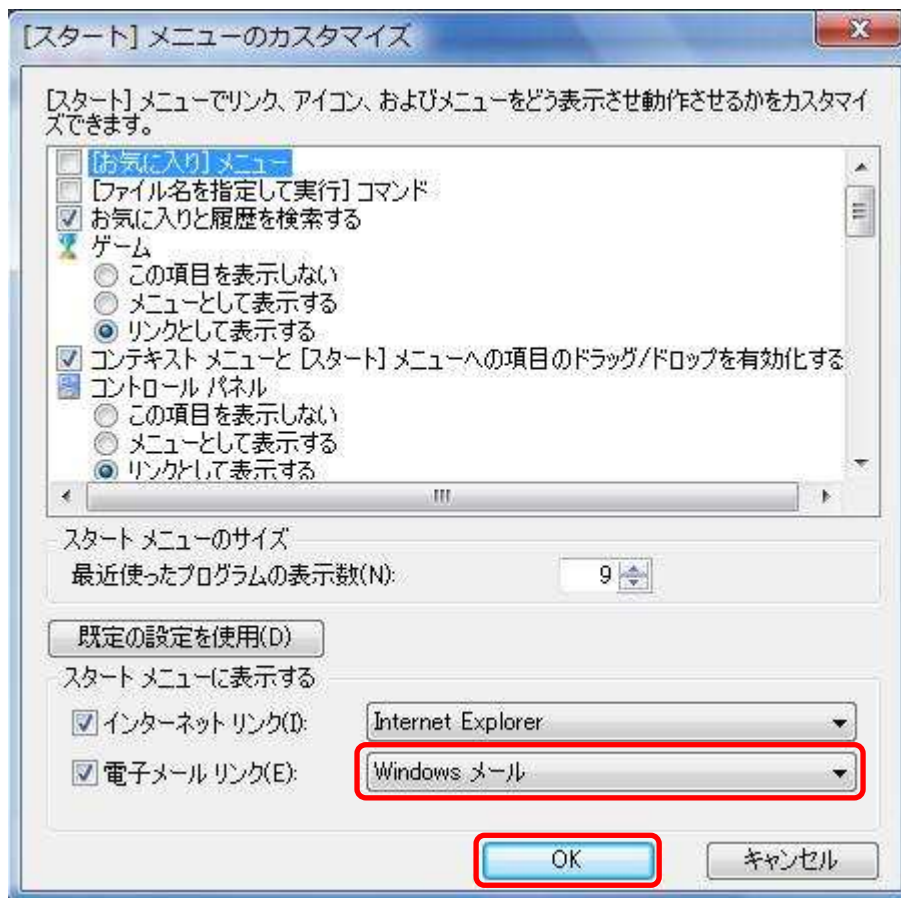 [スタート] メニューのカスタマイズ
[スタート] メニューでリンク、アイコン、およびメニューをどう表示させ動作させるかをカスタマイ
ズできます。
[お気に入り] メニュー
[ファイル名を指定して実行] コマンド
お気に入りと履歴を検索する
ゲーム
この項目を表示しない
メニューとして表示する
リンクとして表示する
コンテキスト メニューと [スタート] メニューへの項目のドラッグ/ドロップを有効化する
コントロール パネル
この項目を表示しない
メニューとして表示する
リンクとして表示する
スタート メニューのサイズ
最近使ったプログラムの表示数(N): 9
既定の設定を使用(D)
スタート メニューに表示する
インターネット リンク(I): Internet Explorer
電子メール リンク(E): Windows メール
OK キャンセル